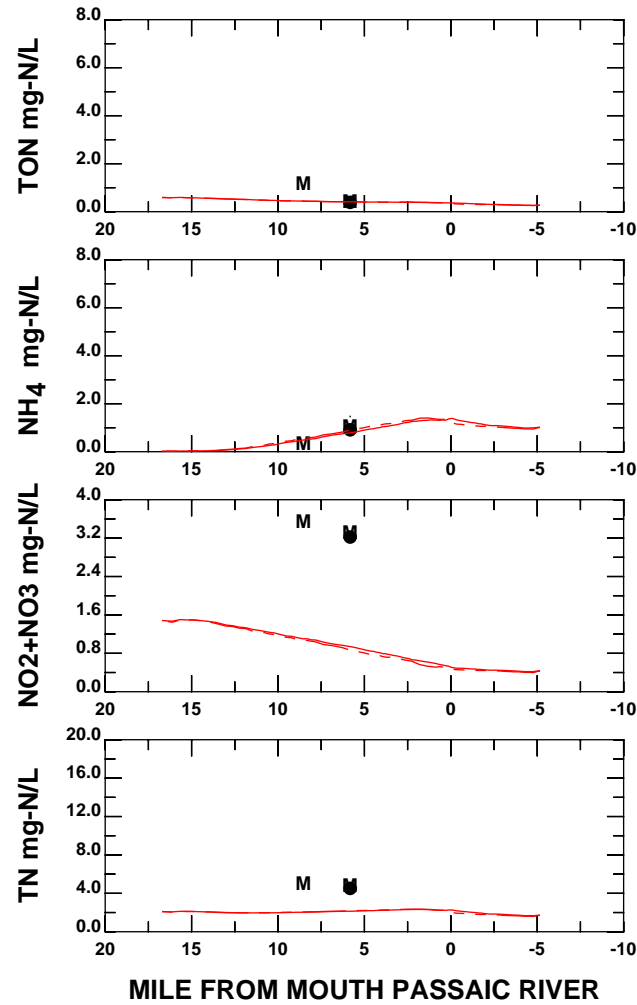 TON mg-N/L
8.0
6.0
4.0
2.0
0.0
M
M
20 15 10 5 0 -5 -10
NH4 mg-N/L
8.0
6.0
4.0
2.0
0.0
M
M
20 15 10 5 0 -5 -10
NO2+NO3 mg-N/L
4.0
3.2
2.4
1.6
0.8
0.0
M
M
20 15 10 5 0 -5 -10
TN mg-N/L
20.0
16.0
12.0
8.0
4.0
0.0
M
M
20 15 10 5 0 -5 -10
MILE FROM MOUTH PASSAIC RIVER